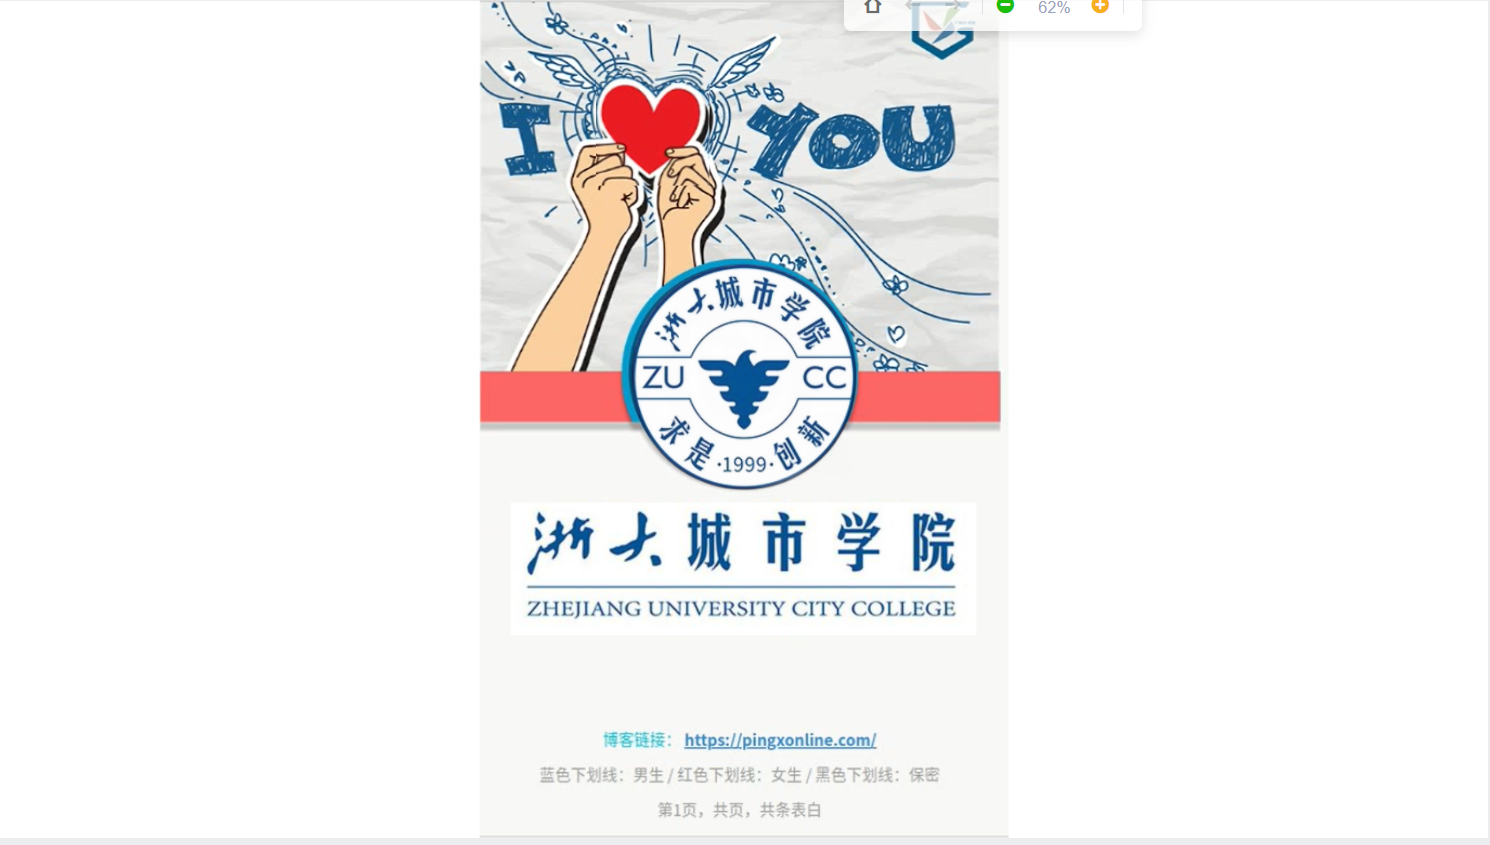 62%
I YOU
浙大城市学院
ZU CC
求是创新
·1999·
浙大城市学院
ZHEJIANG UNIVERSITY CITY COLLEGE
博客链接： https://pingxonline.com/
蓝色下划线：男生 / 红色下划线：女生 / 黑色下划线：保密
第1页，共页，共条表白